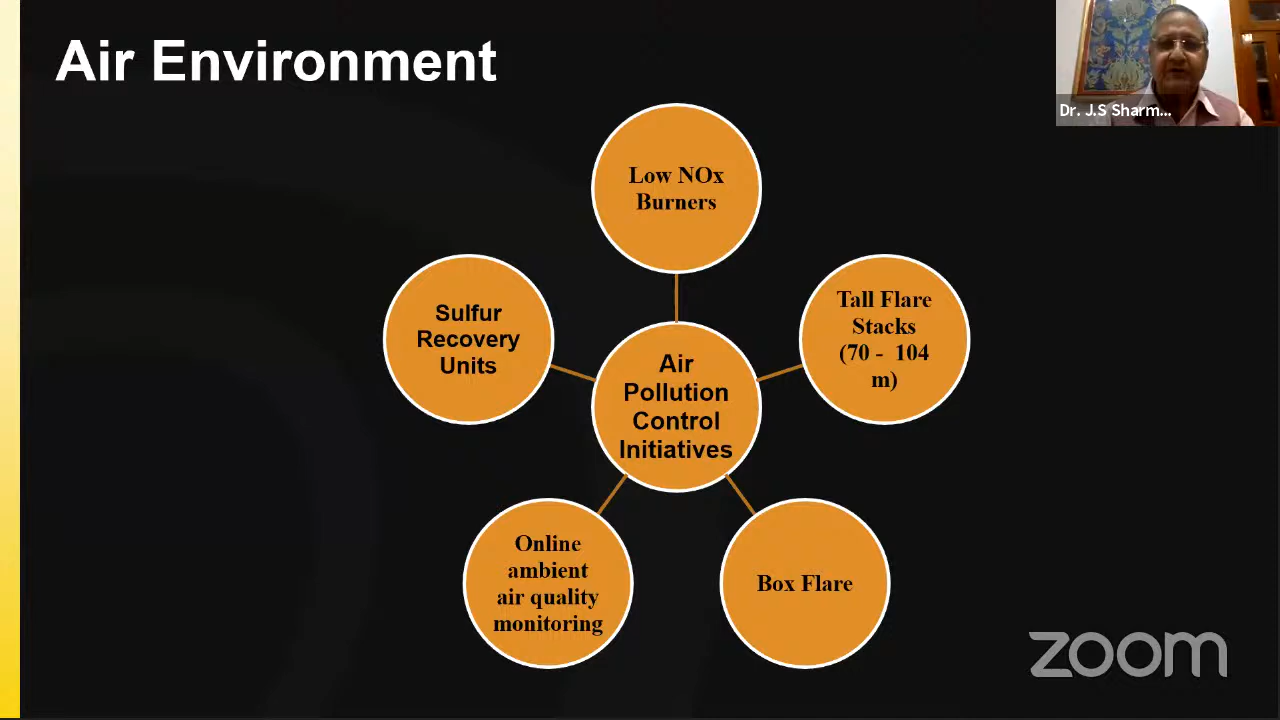 Air Environment
Dr. J.S Sharm...
Low NOx
Burners
Tall Flare
Stacks
(70 - 104
m)
Sulfur
Recovery
Units
Air
Pollution
Control
Initiatives
Online
ambient
air quality
monitoring
Box Flare
zoom